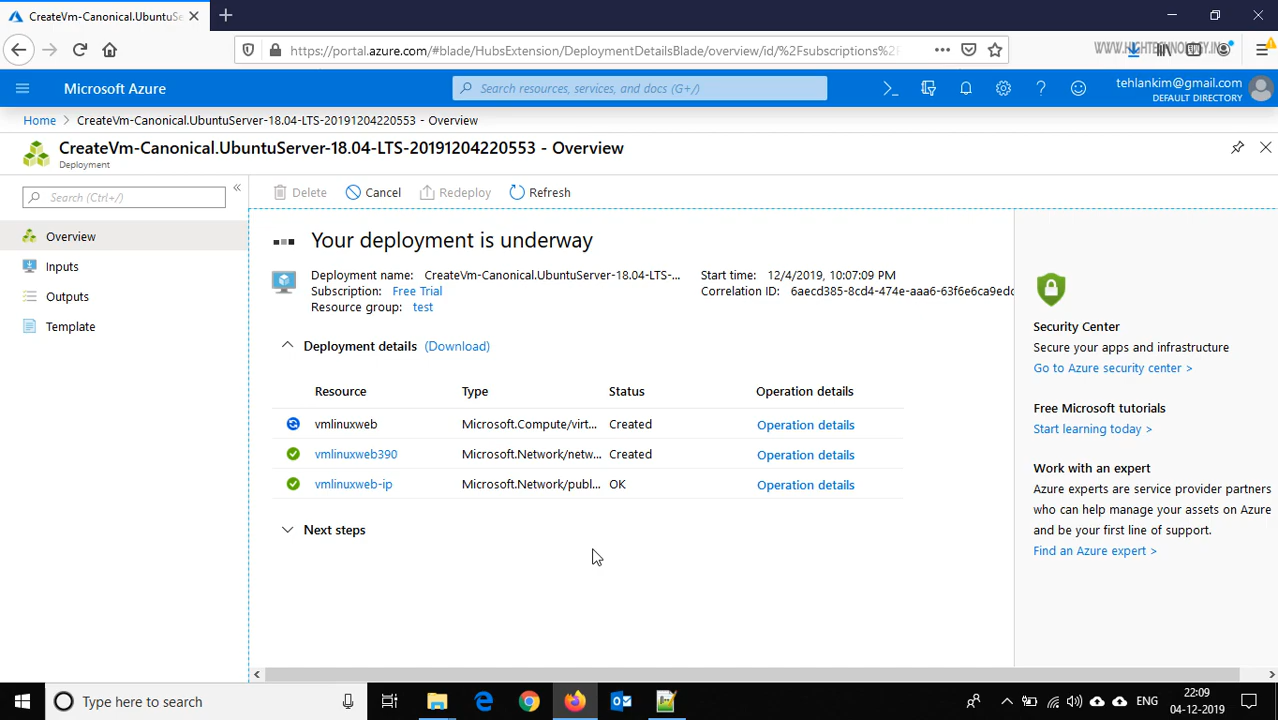 CreateVm-Canonical.UbuntuSe
https://portal.azure.com/#blade/HubsExtension/DeploymentDetailsBlade/overview/id/%2Fsubscriptions%2F
WWW.HIGHTECHNOLOGY.IN
Microsoft Azure
Search resources, services, and docs (G+/)
tehlankim@gmail.com
DEFAULT DIRECTORY
Home > CreateVm-Canonical.UbuntuServer-18.04-LTS-20191204220553 - Overview
CreateVm-Canonical.UbuntuServer-18.04-LTS-20191204220553 - Overview
Deployment
Search (Ctrl+/)
Delete Cancel Redeploy Refresh
Overview
Inputs
Outputs
Template
Your deployment is underway
Deployment name: CreateVm-Canonical.UbuntuServer-18.04-LTS-...
Subscription: Free Trial
Resource group: test
Start time: 12/4/2019, 10:07:09 PM
Correlation ID: 6aecd385-8cd4-474e-aaa6-63f6e6ca9edc
Deployment details (Download)
Resource Type Status Operation details
vmlinuxweb Microsoft.Compute/virt... Created Operation details
vmlinuxweb390 Microsoft.Network/netw... Created Operation details
vmlinuxweb-ip Microsoft.Network/publ... OK Operation details
Next steps
Security Center
Secure your apps and infrastructure
Go to Azure security center >
Free Microsoft tutorials
Start learning today >
Work with an expert
Azure experts are service provider partners
who can help manage your assets on Azure
and be your first line of support.
Find an Azure expert >
Type here to search
ENG
22:09
04-12-2019